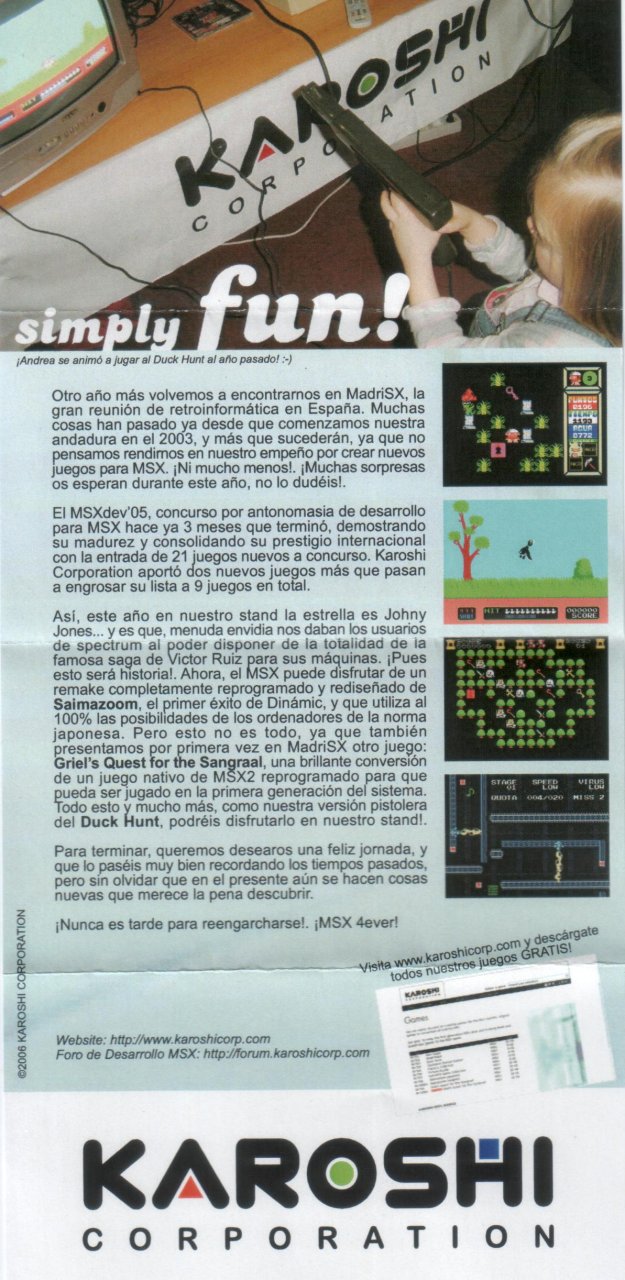 KAROSHI
CORPORATION
simply fun!
¡Andrea se animó a jugar al Duck Hunt al año pasado! :-)
Otro año más volvemos a encontrarnos en MadriSX, la
gran reunión de retroinformática en España. Muchas
cosas han pasado ya desde que comenzamos nuestra
andadura en el 2003, y más que sucederán, ya que no
pensamos rendirnos en nuestro empeño por crear nuevos
juegos para MSX. ¡Ni mucho menos!. ¡Muchas sorpresas
os esperan durante este año, no lo dudéis!.
El MSXdev'05, concurso por antonomasia de desarrollo
para MSX hace ya 3 meses que terminó, demostrando
su madurez y consolidando su prestigio internacional
con la entrada de 21 juegos nuevos a concurso. Karoshi
Corporation aportó dos nuevos juegos más que pasan
a engrosar su lista a 9 juegos en total.
Así, este año en nuestro stand la estrella es Johny
Jones... y es que, menuda envidia nos daban los usuarios
de spectrum al poder disponer de la totalidad de la
famosa saga de Victor Ruiz para sus máquinas. ¡Pues
esto será historia!. Ahora, el MSX puede disfrutar de un
remake completamente reprogramado y rediseñado de
Saimazoom, el primer éxito de Dinámic, y que utiliza al
100% las posibilidades de los ordenadores de la norma
japonesa. Pero esto no es todo, ya que también
presentamos por primera vez en MadriSX otro juego:
Griel's Quest for the Sangraal, una brillante conversión
de un juego nativo de MSX2 reprogramado para que
pueda ser jugado en la primera generación del sistema.
Todo esto y mucho más, como nuestra versión pistolera
del Duck Hunt, podréis disfrutarlo en nuestro stand!.
Para terminar, queremos desearos una feliz jornada, y
que lo paséis muy bien recordando los tiempos pasados,
pero sin olvidar que en el presente aún se hacen cosas
nuevas que merece la pena descubrir.
¡Nunca es tarde para reengarcharse!. ¡MSX 4ever!
HIT
SHOT
000000
SCORE
STAGE SPEED VIRUS
01 LOW LOW
QUOTA 004/020 MISS 2
Visita www.karoshicorp.com y descárgate
todos nuestros juegos GRATIS!
KAROSHI
CORPORATION
Games
Website: http://www.karoshicorp.com
Foro de Desarrollo MSX: http://forum.karoshicorp.com
©2006 KAROSHI CORPORATION
KAROSHI
CORPORATION